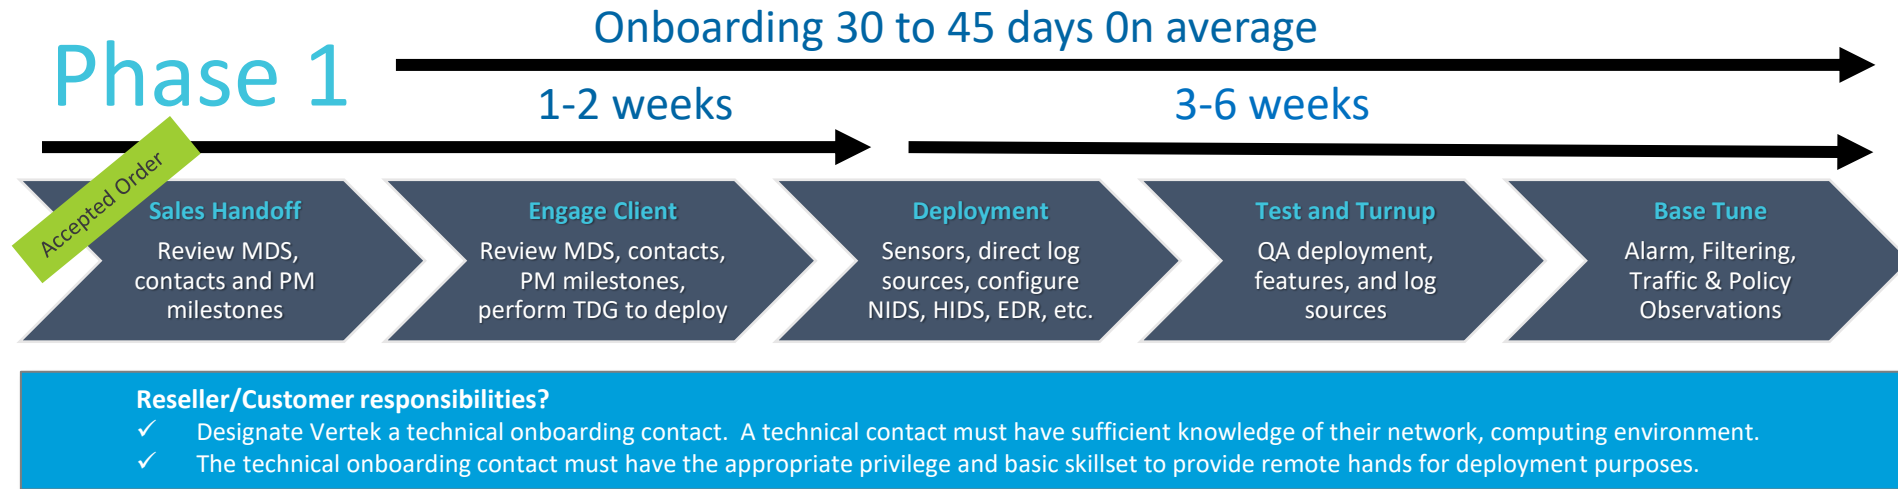 Onboarding 30 to 45 days 0n average
Phase 1
1-2 weeks
3-6 weeks
Accepted Order
Sales Handoff
Review MDS,
contacts and PM
milestones
Engage Client
Review MDS, contacts,
PM milestones,
perform TDG to deploy
Deployment
Sensors, direct log
sources, configure
NIDS, HIDS, EDR, etc.
Test and Turnup
QA deployment,
features, and log
sources
Base Tune
Alarm, Filtering,
Traffic & Policy
Observations
Reseller/Customer responsibilities?
✓ Designate Vertek a technical onboarding contact.  A technical contact must have sufficient knowledge of their network, computing environment.
✓ The technical onboarding contact must have the appropriate privilege and basic skillset to provide remote hands for deployment purposes.